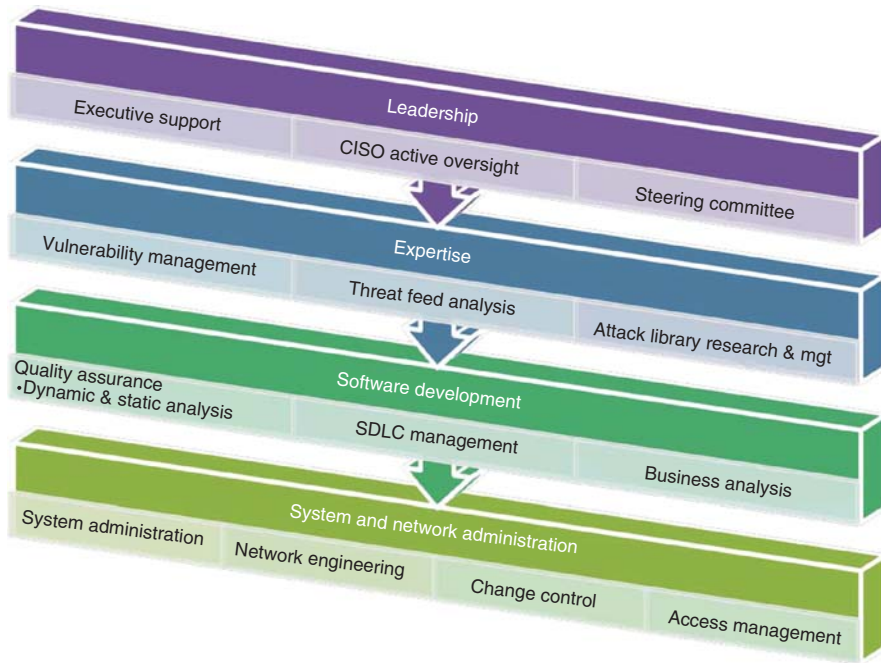 Leadership
Executive support
CISO active oversight
Steering committee
Expertise
Vulnerability management
Threat feed analysis
Attack library research & mgt
Software development
Quality assurance
•Dynamic & static analysis
SDLC management
Business analysis
System and network administration
System administration
Network engineering
Change control
Access management